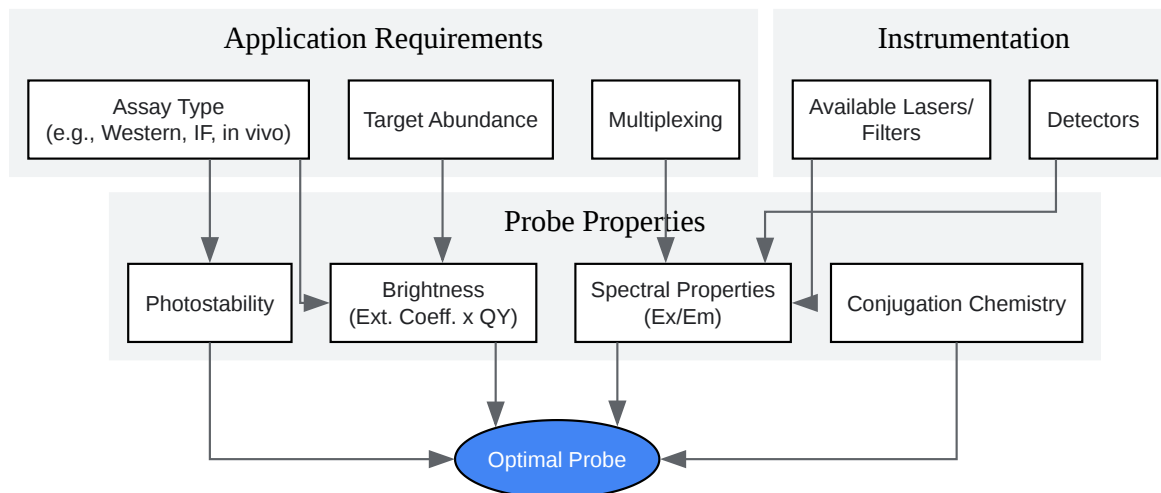 Application Requirements
Instrumentation
Assay Type
(e.g., Western, IF, in vivo)
Target Abundance
Multiplexing
Available Lasers/
Filters
Detectors
Probe Properties
Photostability
Brightness
(Ext. Coeff. x QY)
Spectral Properties
(Ex/Em)
Conjugation Chemistry
Optimal Probe